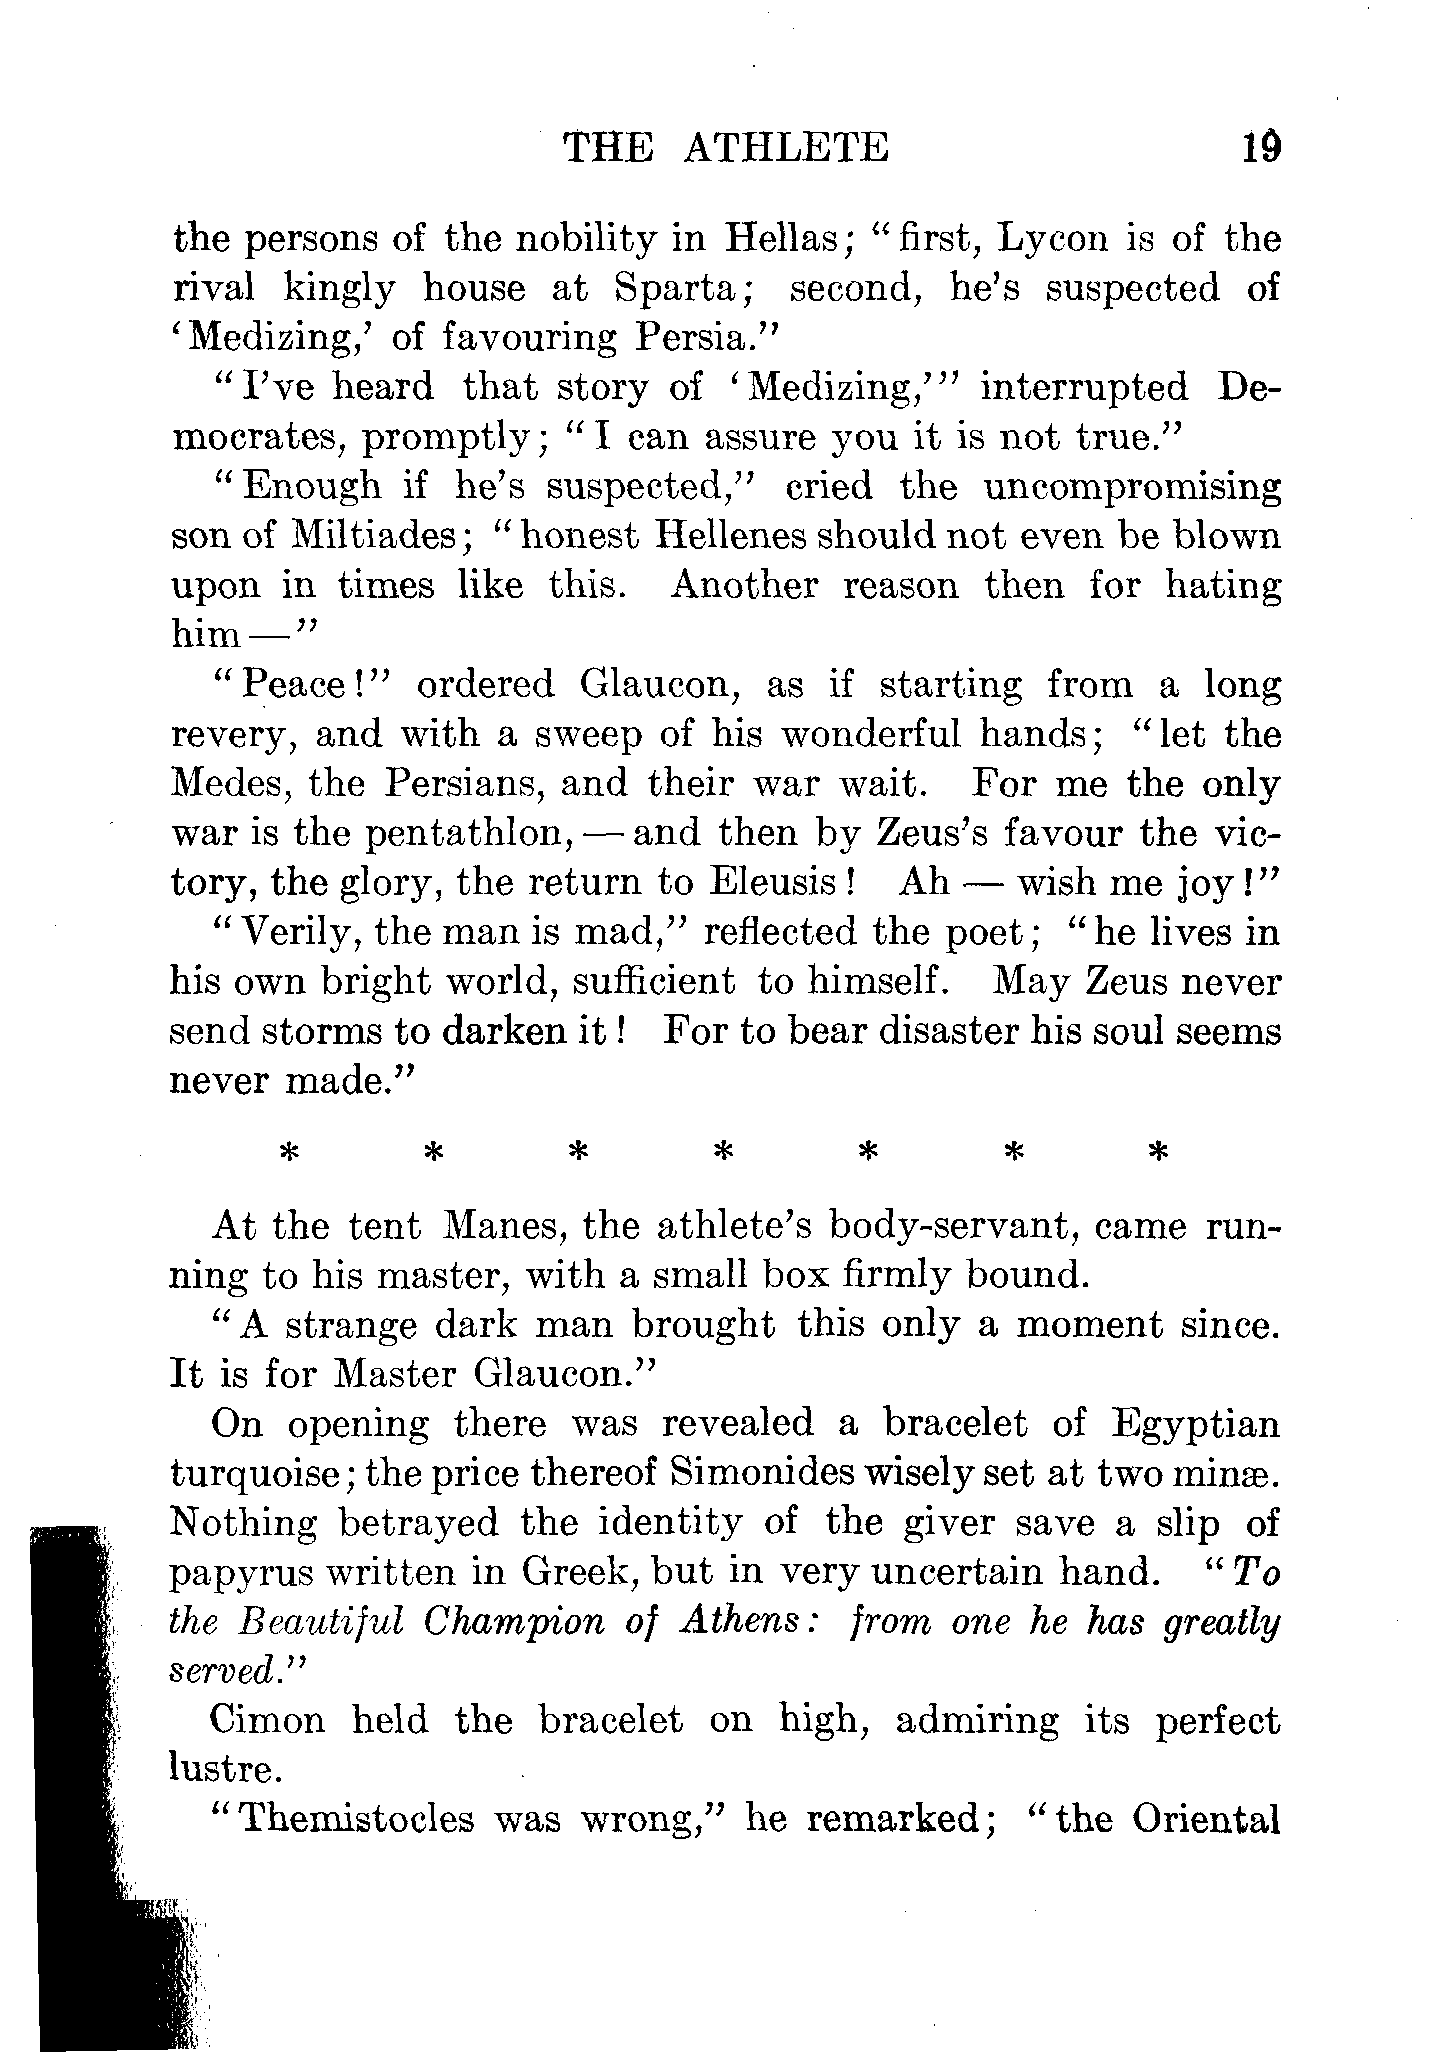 THE ATHLETE 19
the persons of the nobility in Hellas; “first, Lycon is of the
rival kingly house at Sparta; second, he’s suspected of
‘Medizing,’ of favouring Persia.”
“I’ve heard that story of ‘Medizing,’” interrupted De-
mocrates, promptly; “I can assure you it is not true.”
“Enough if he’s suspected,” cried the uncompromising
son of Miltiades; “honest Hellenes should not even be blown
upon in times like this. Another reason then for hating
him—”
“Peace!” ordered Glaucon, as if starting from a long
revery, and with a sweep of his wonderful hands; “let the
Medes, the Persians, and their war wait. For me the only
war is the pentathlon,—and then by Zeus’s favour the vic-
tory, the glory, the return to Eleusis! Ah — wish me joy!”
“Verily, the man is mad,” reflected the poet; “he lives in
his own bright world, sufficient to himself. May Zeus never
send storms to darken it! For to bear disaster his soul seems
never made.”
* * * * * * *
At the tent Manes, the athlete’s body-servant, came run-
ning to his master, with a small box firmly bound.
“A strange dark man brought this only a moment since.
It is for Master Glaucon.”
On opening there was revealed a bracelet of Egyptian
turquoise; the price thereof Simonides wisely set at two minæ.
Nothing betrayed the identity of the giver save a slip of
papyrus written in Greek, but in very uncertain hand. “To
the Beautiful Champion of Athens: from one he has greatly
served.”
Cimon held the bracelet on high, admiring its perfect
lustre.
“Themistocles was wrong,” he remarked; “the Oriental